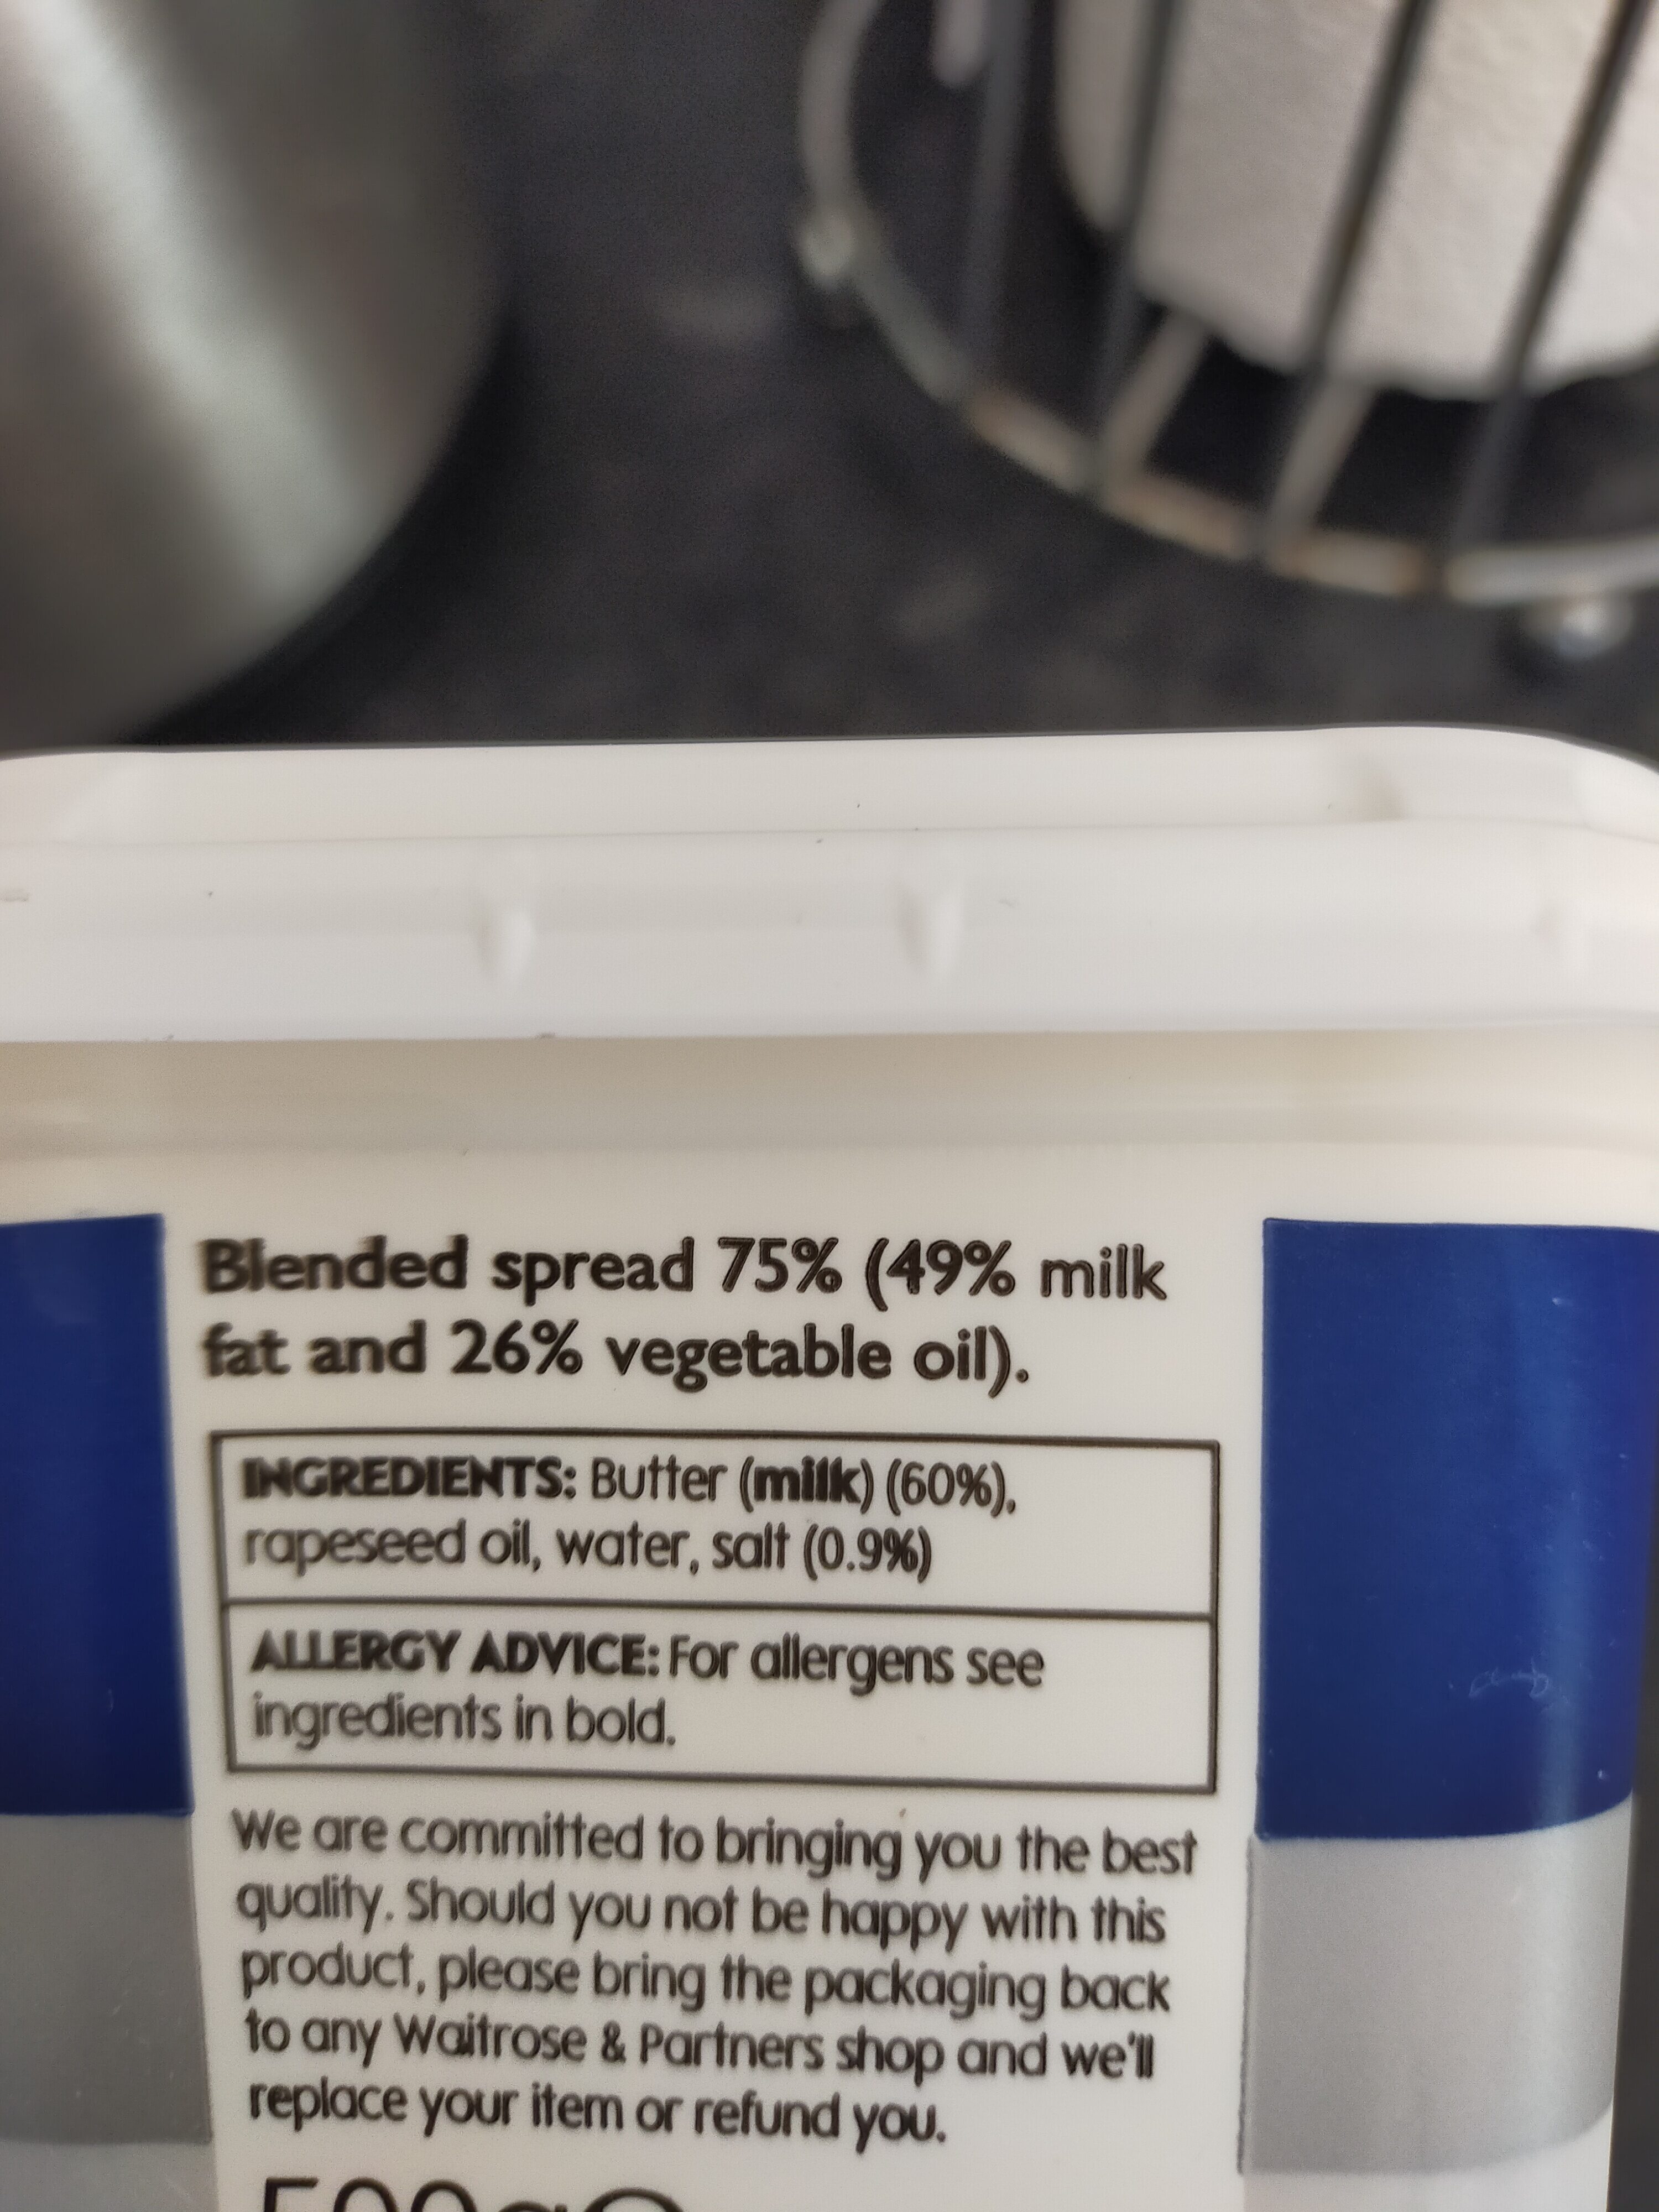 Blended spread 75% (49% milk
fat and 26% vegetable oil).
INGREDIENTS: Butter (milk) (60%),
rapeseed oil, water, salt (0.9%)
ALLERGY ADVICE: For allergens see
ingredients in bold.
We are committed to bringing you the best
quality. Should you not be happy with this
product, please bring the packaging back
to any Waitrose & Partners shop and we'll
replace your item or refund you.
500g℮